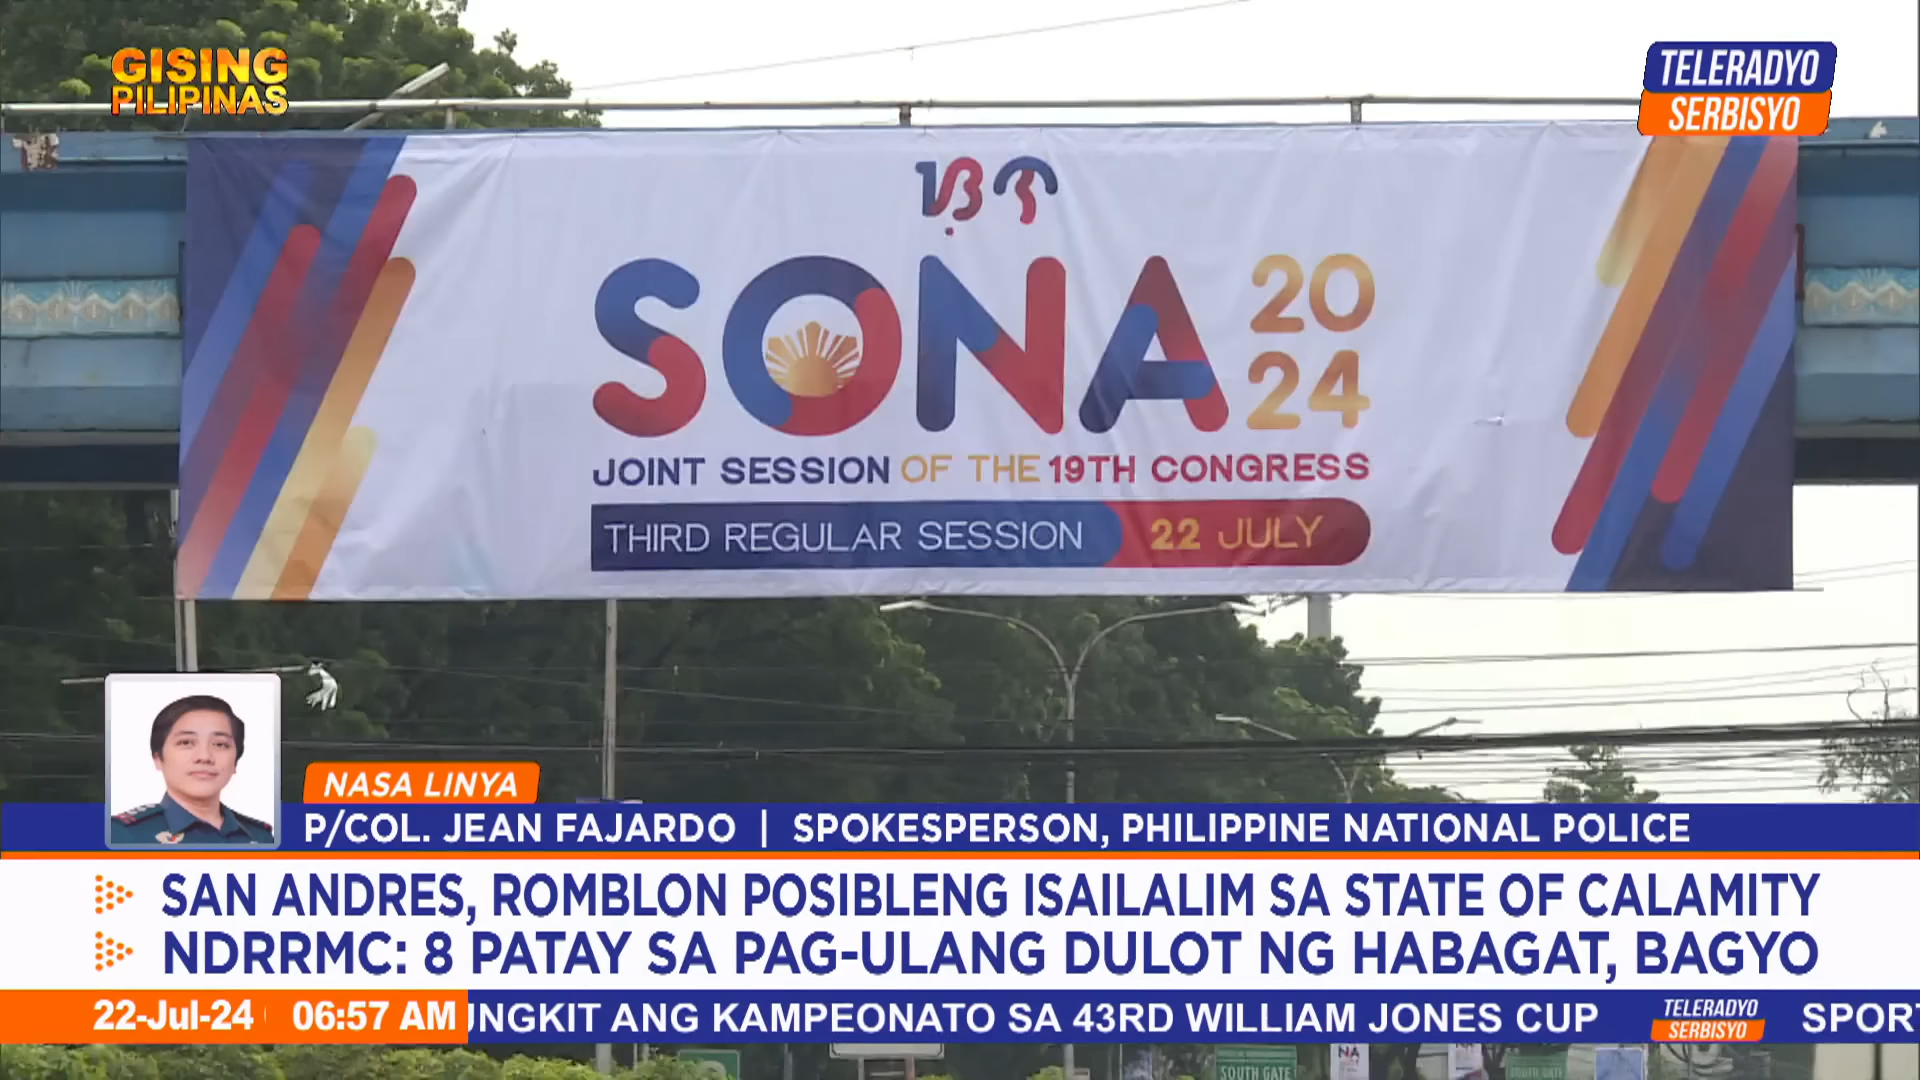 GISING
PILIPINAS
TELERADYO
SERBISYO
SONA
20
24
JOINT SESSION OF THE 19TH CONGRESS
THIRD REGULAR SESSION 22 JULY
NASA LINYA
P/COL. JEAN FAJARDO | SPOKESPERSON, PHILIPPINE NATIONAL POLICE
SAN ANDRES, ROMBLON POSIBLENG ISAILALIM SA STATE OF CALAMITY
NDRRMC: 8 PATAY SA PAG-ULANG DULOT NG HABAGAT, BAGYO
22-Jul-24 06:57 AM
ANG KAMPEONATO SA 43RD WILLIAM JONES CUP
TELERADYO
SERBISYO
SOUTH GATE